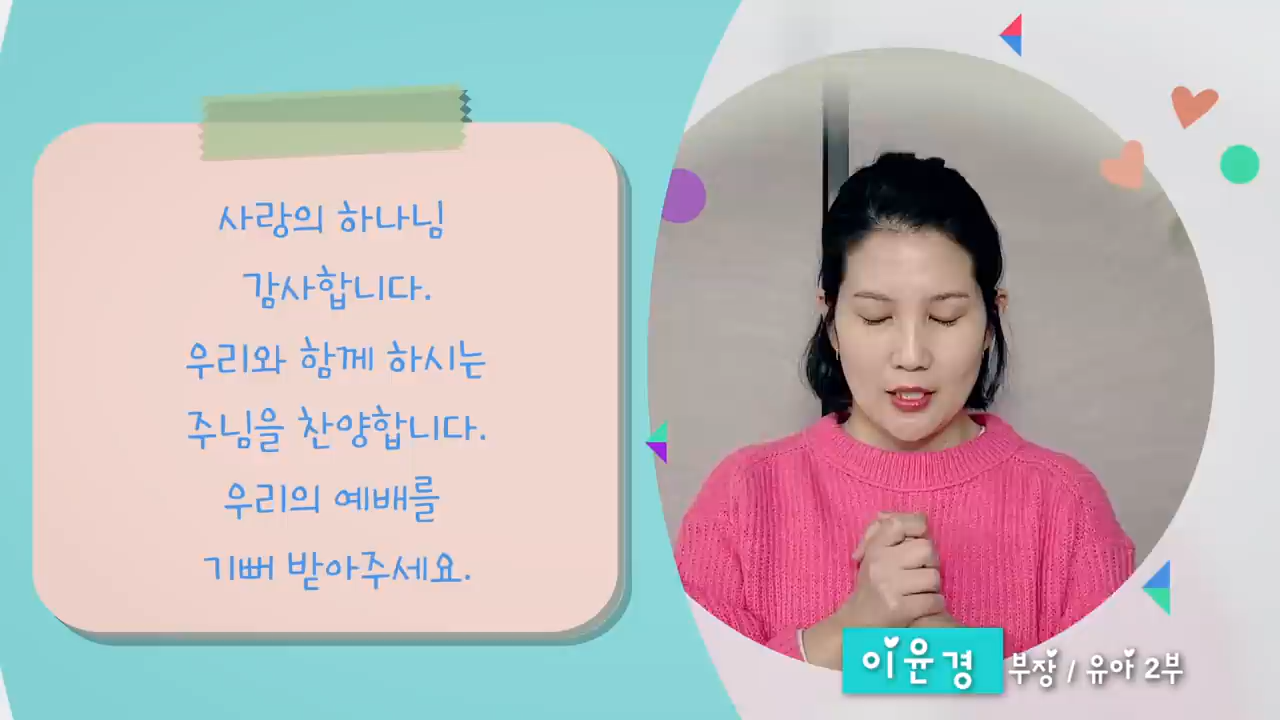 사랑의 하나님
감사합니다.
우리와 함께 하시는
주님을 찬양합니다.
우리의 예배를
기뻐 받아주세요.
이윤경 부장 / 유아 2부